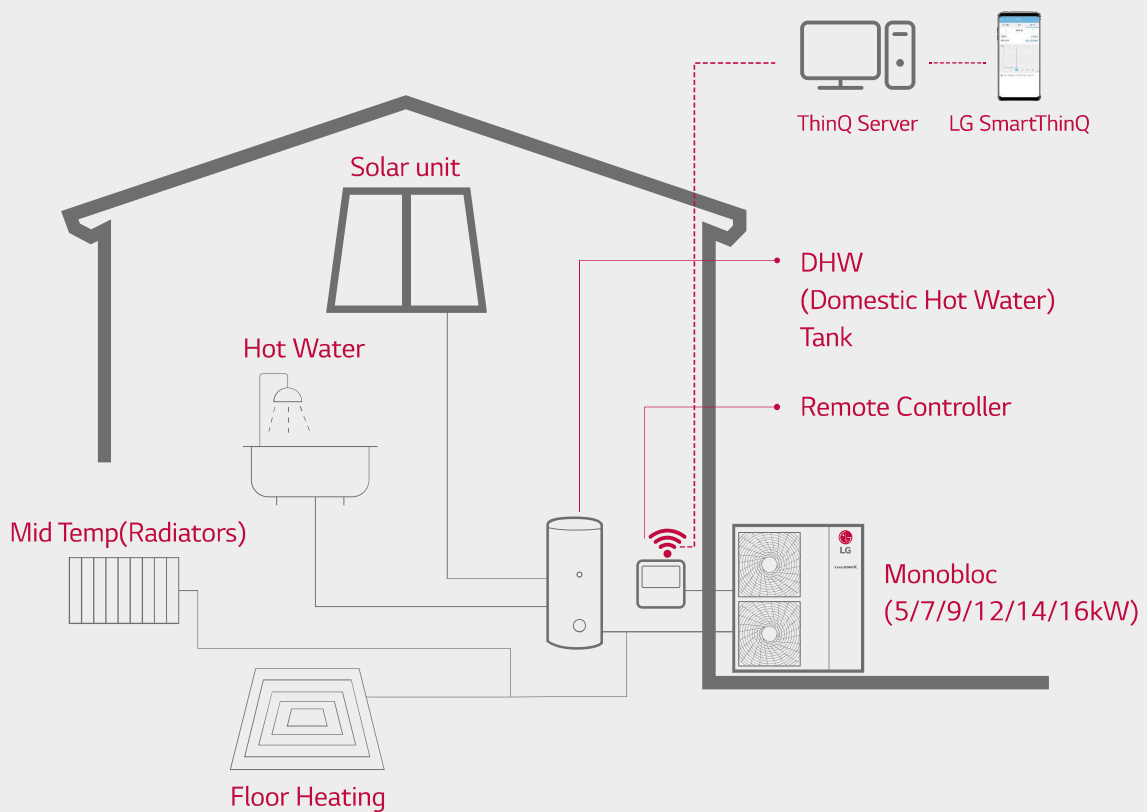 ThinQ Server
LG SmartThinQ
Solar unit
DHW
(Domestic Hot Water)
Tank
Hot Water
Remote Controller
Mid Temp(Radiators)
LG
THERMAV.
Monobloc
(5/7/9/12/14/16kW)
Floor Heating